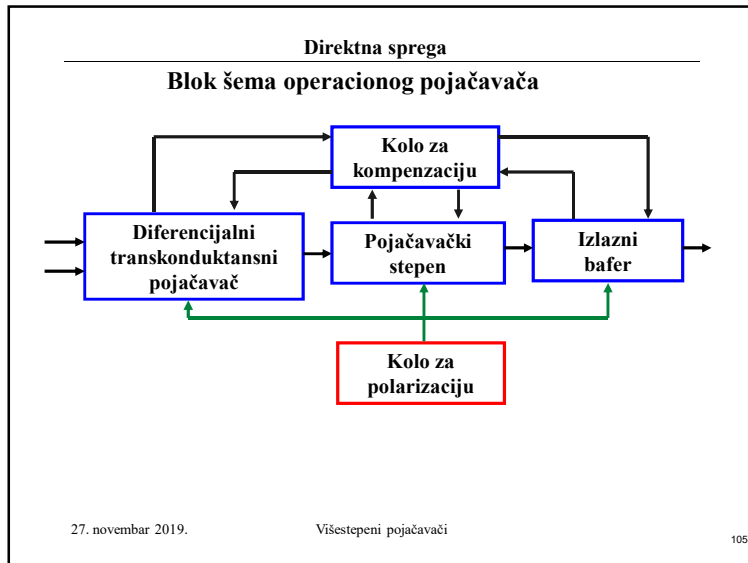 Direktna sprega
Blok šema operacionog pojačavača
Kolo za
kompenzaciju
Diferencijalni
transkonduktansni
pojačavač
Pojačavački
stepen
Izlazni
bafer
Kolo za
polarizaciju
27. novembar 2019.
Višestepeni pojačavači
105